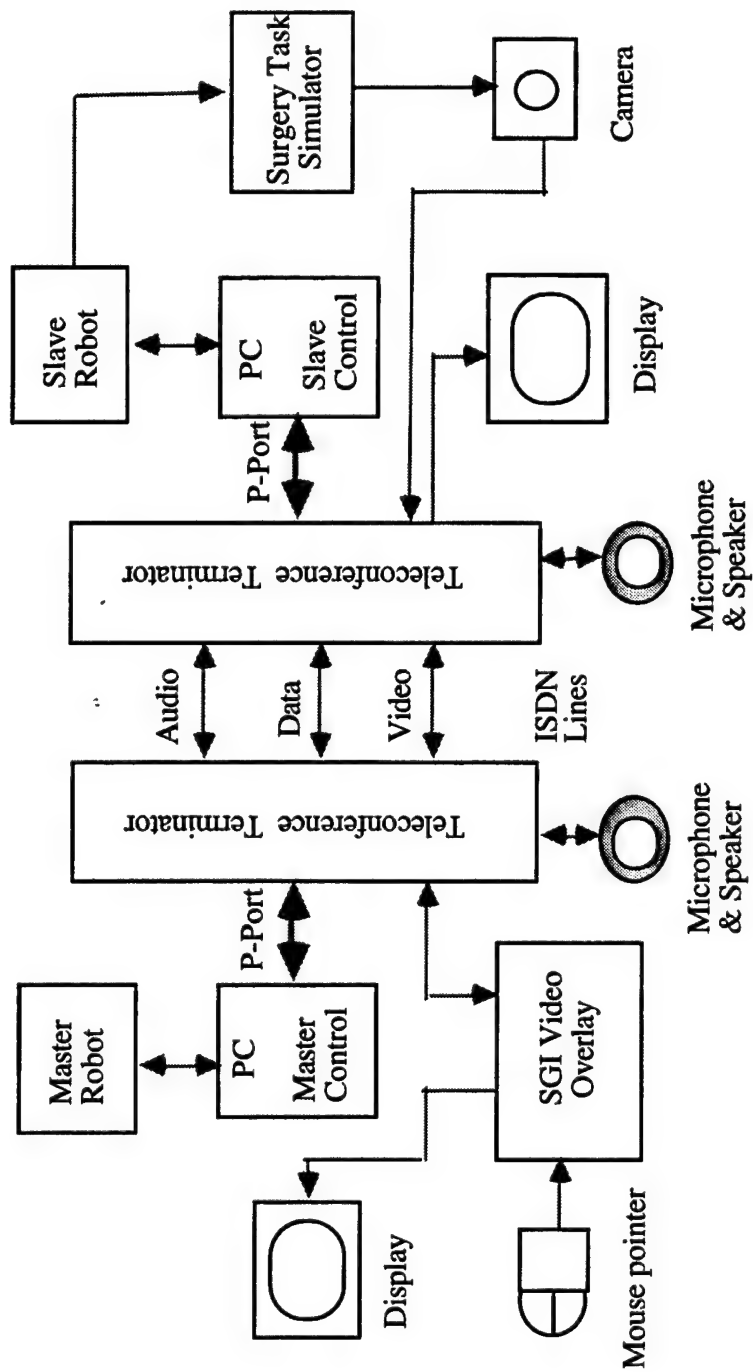 Master
Robot
PC
Master
Control
P-Port
Teleconference Terminator
Audio
Data
Video
ISDN
Lines
Teleconference Terminator
P-Port
Slave
Robot
PC
Slave
Control
Surgery Task
Simulator
Camera
Display
Microphone
& Speaker
Microphone
& Speaker
SGI Video
Overlay
Display
Mouse pointer